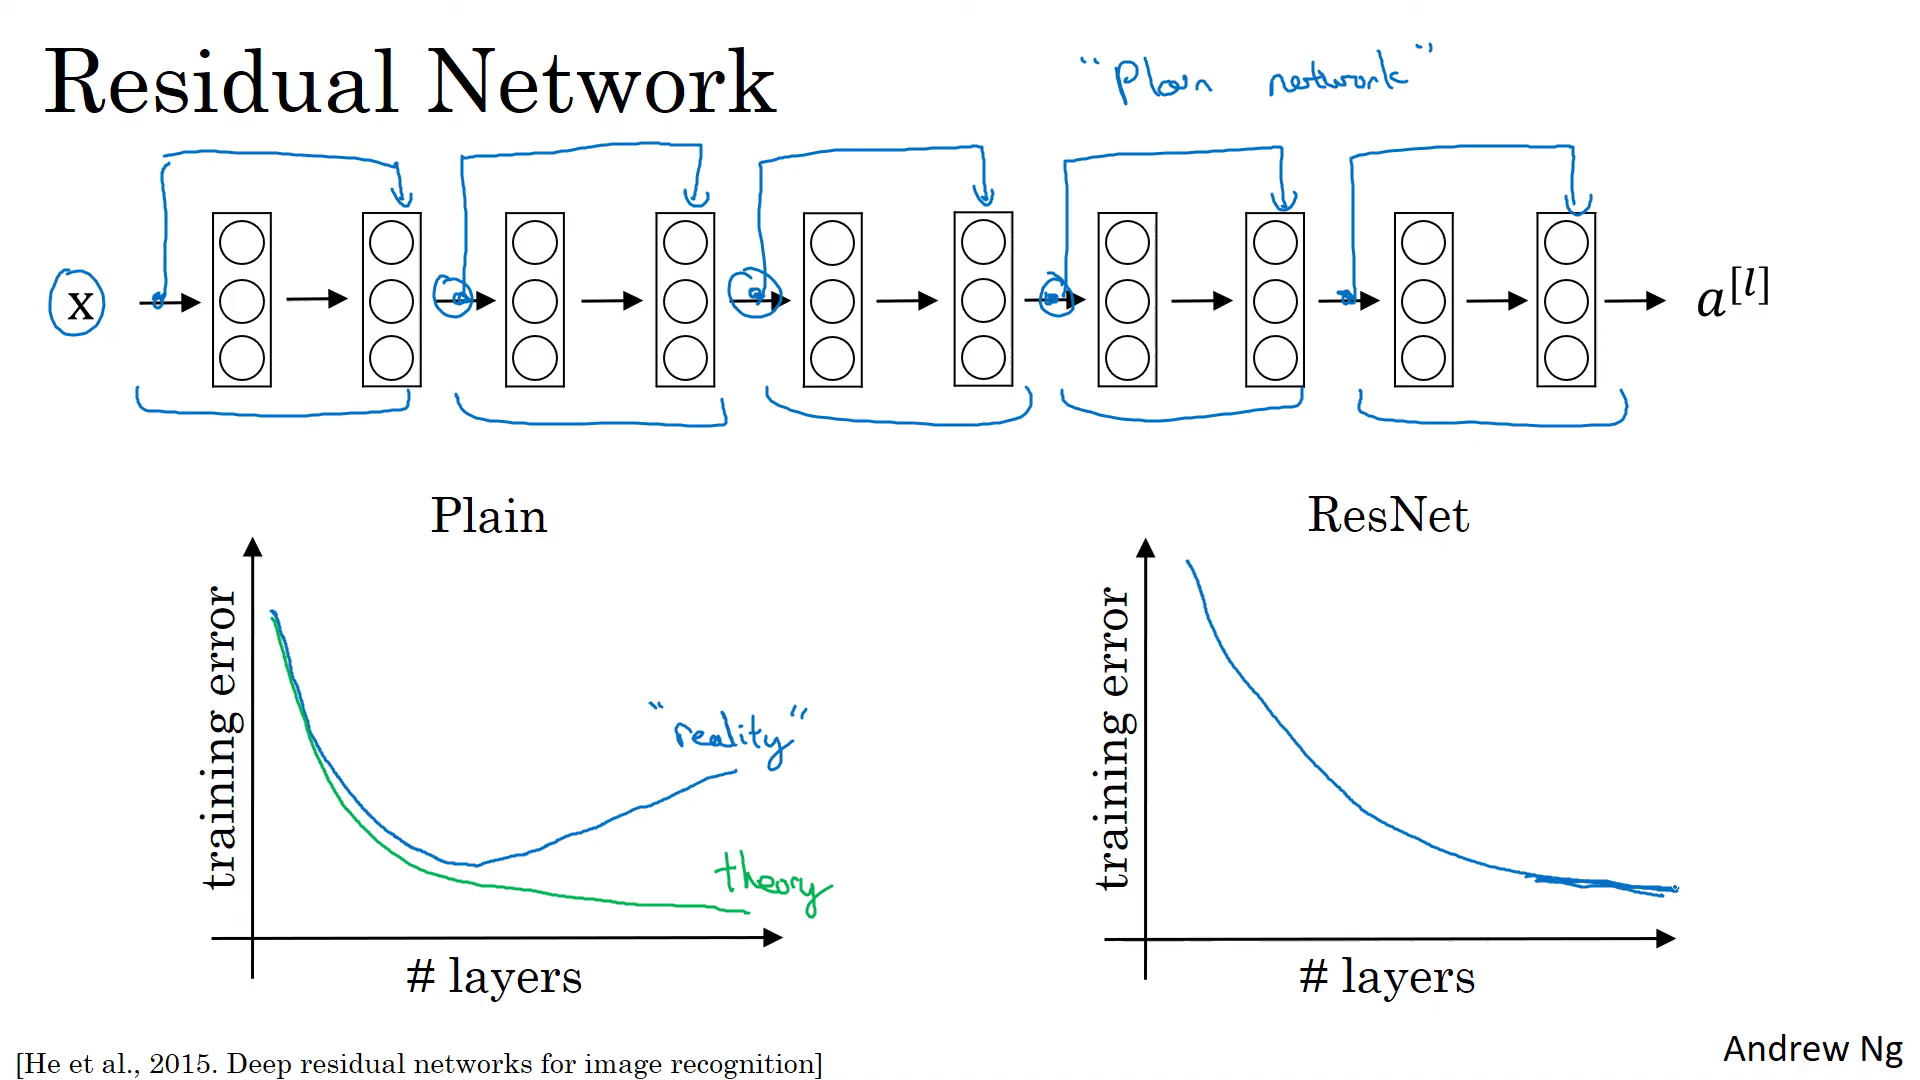 Residual Network
"Plain network"
x
a[l]
Plain
ResNet
training error
"reality"
theory
# layers
training error
# layers
[He et al., 2015. Deep residual networks for image recognition]
Andrew Ng